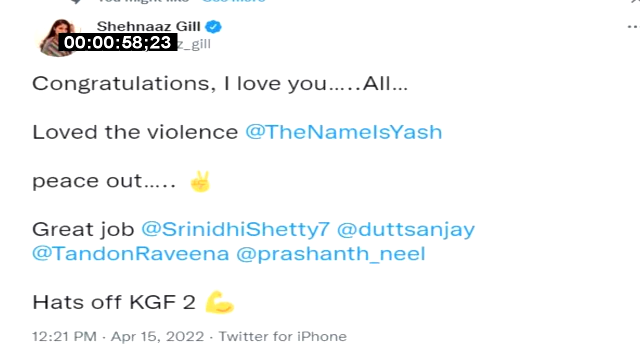 Shehnaaz Gill
00:00:58;23
z_gill
Congratulations, I love you…..All…
Loved the violence @TheNameIsYash
peace out….. ✌
Great job @SrinidhiShetty7 @duttsanjay
@TandonRaveena @prashanth_neel
Hats off KGF 2 💪
12:21 PM · Apr 15, 2022 · Twitter for iPhone